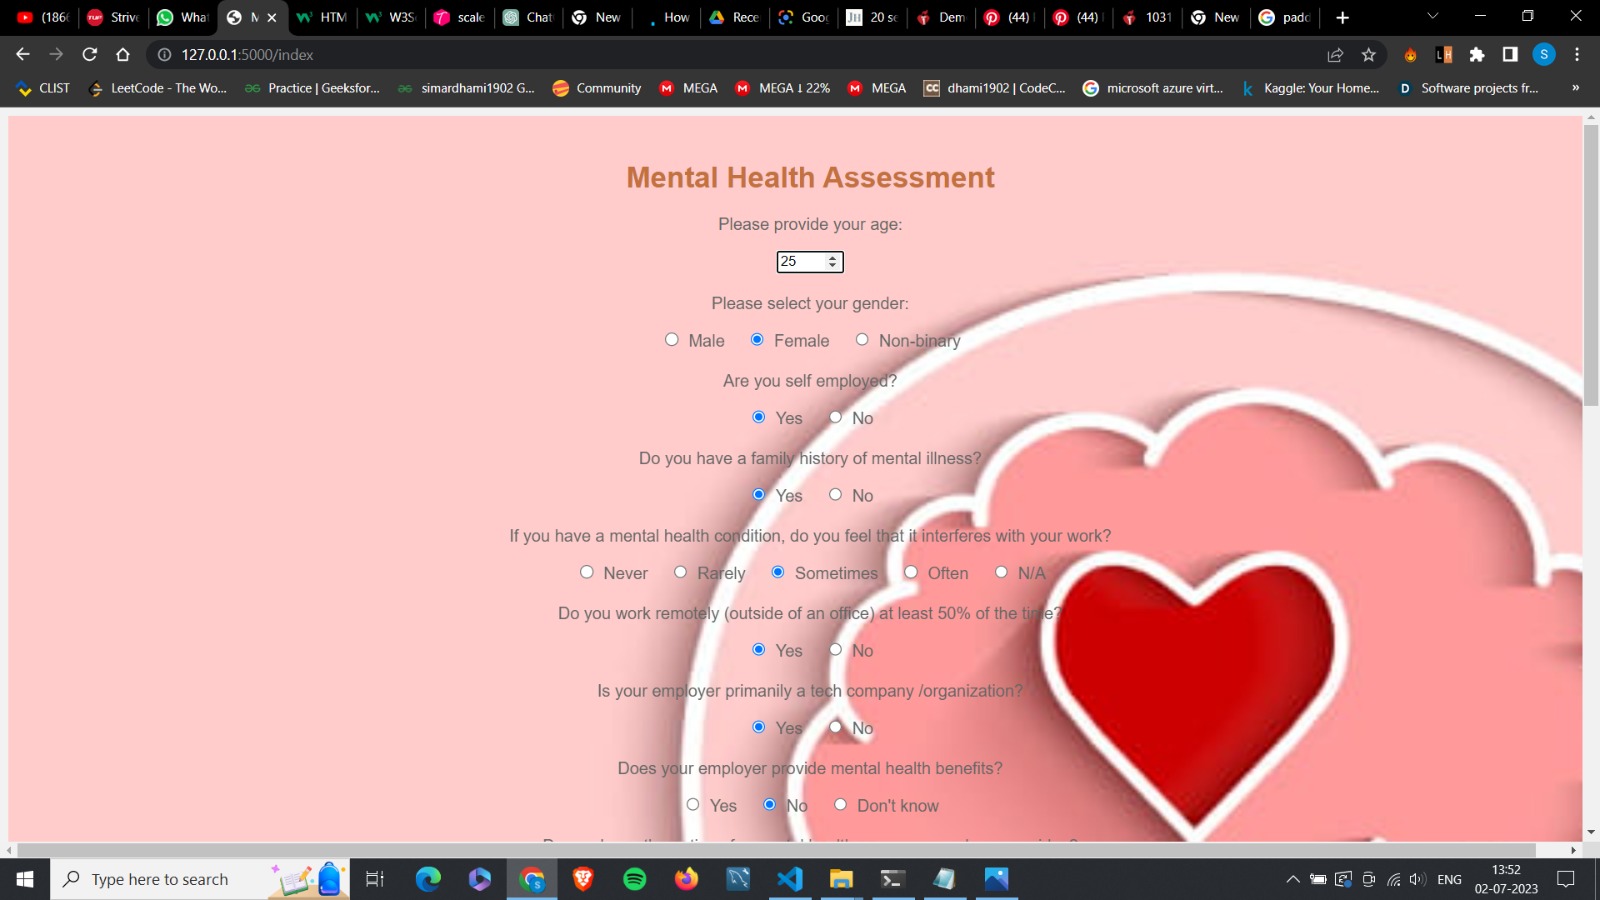 (186
Strive
What
M
HTM
W3S
scale
Chat
New
How
Rece
Goog
JH 20 se
Dem
(44)
(44)
1031
New
padd
127.0.0.1:5000/index
S
CLIST
LeetCode - The Wo...
Practice | Geeksfor...
simardhami1902 G...
Community
MEGA
MEGA ⭣ 22%
MEGA
CC dhami1902 | CodeC...
microsoft azure virt...
Kaggle: Your Home...
D Software projects fr...
»
Mental Health Assessment
Please provide your age:
25
Please select your gender:
Male Female Non-binary
Are you self employed?
Yes No
Do you have a family history of mental illness?
Yes No
If you have a mental health condition, do you feel that it interferes with your work?
Never Rarely Sometimes Often N/A
Do you work remotely (outside of an office) at least 50% of the time?
Yes No
Is your employer primanily a tech company /organization?
Yes No
Does your employer provide mental health benefits?
Yes No Don't know
Type here to search
ENG
13:52
02-07-2023